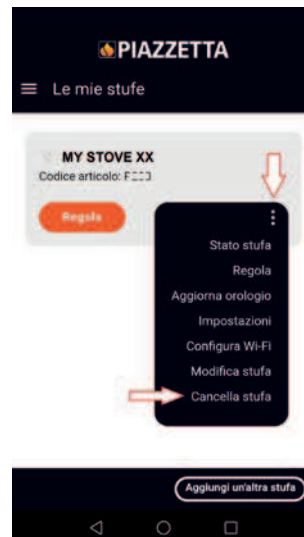 PIAZZETTA
Le mie stufe
MY STOVE XX
Codice articolo:
Regola
Stato stufa
Regola
Aggiorna orologio
Impostazioni
Configura Wi-Fi
Modifica stufa
Cancella stufa
Aggiungi un'altra stufa